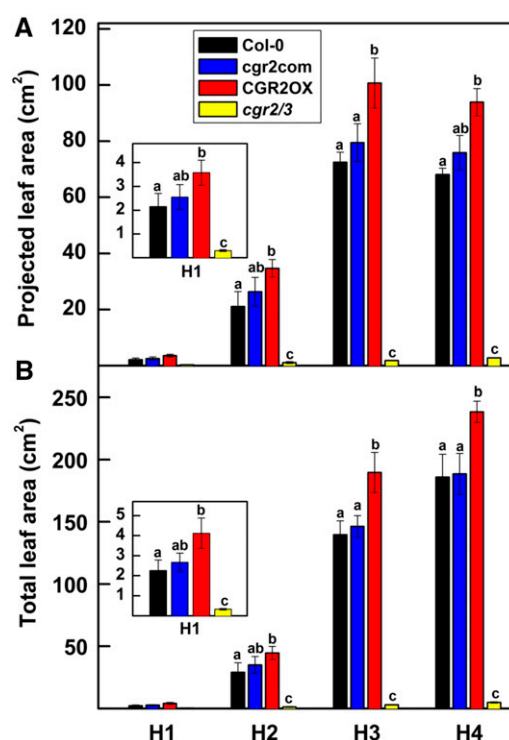 A
Projected leaf area (cm²)
120
100
80
60
40
20
Col-0
cgr2com
CGR2OX
cgr2/3
4
3
2
1
a
ab
b
c
H1
a
ab
b
c
a
a
b
c
a
ab
b
c
B
Total leaf area (cm²)
250
200
150
100
50
5
4
3
2
1
a
ab
b
c
H1
a
ab
b
c
a
a
b
c
a
a
b
c
H1
H2
H3
H4